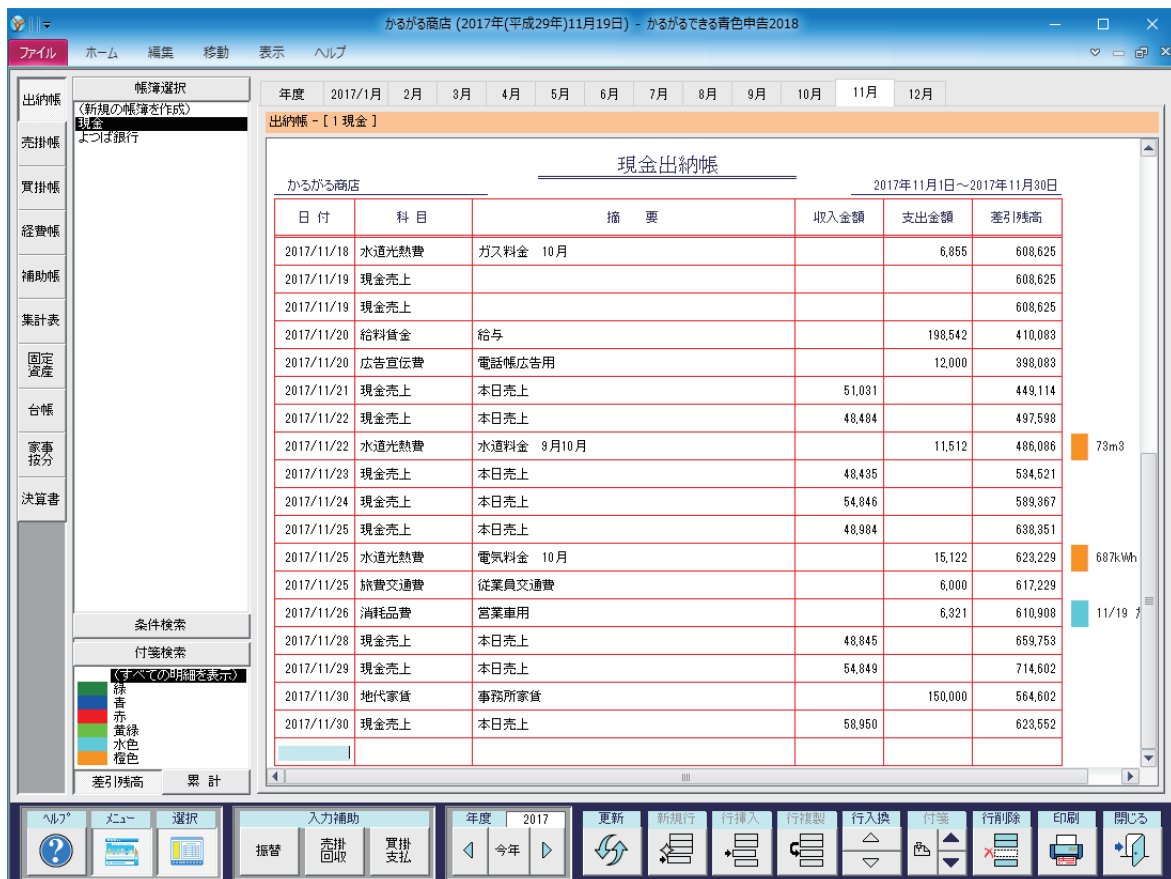 かるがる商店 (2017年(平成29年)11月19日) - かるがるできる青色申告2018
ファイル ホーム 編集 移動 表示 ヘルプ
出納帳
売掛帳
買掛帳
経費帳
補助帳
集計表
固定
資産
台帳
家事
按分
決算書
帳簿選択
(新規の帳簿を作成)
現金
よつば銀行
条件検索
付箋検索
(すべての明細を表示)
緑
青
赤
黄緑
水色
橙色
差引残高 累 計
年度 2017/1月 2月 3月 4月 5月 6月 7月 8月 9月 10月 11月 12月
出納帳 - [ 1 現金 ]
現金出納帳
かるがる商店 2017年11月1日～2017年11月30日
日 付 科 目 摘 要 収入金額 支出金額 差引残高
2017/11/18 水道光熱費 ガス料金 10月 6,855 608,625
2017/11/19 現金売上 608,625
2017/11/19 現金売上 608,625
2017/11/20 給料賃金 給与 198,542 410,083
2017/11/20 広告宣伝費 電話帳広告用 12,000 398,083
2017/11/21 現金売上 本日売上 51,031 449,114
2017/11/22 現金売上 本日売上 48,484 497,598
2017/11/22 水道光熱費 水道料金 9月10月 11,512 486,086 73m3
2017/11/23 現金売上 本日売上 48,435 534,521
2017/11/24 現金売上 本日売上 54,846 589,367
2017/11/25 現金売上 本日売上 48,984 638,351
2017/11/25 水道光熱費 電気料金 10月 15,122 623,229 687kWh
2017/11/25 旅費交通費 従業員交通費 6,000 617,229
2017/11/26 消耗品費 営業車用 6,321 610,908 11/19
2017/11/28 現金売上 本日売上 48,845 659,753
2017/11/29 現金売上 本日売上 54,849 714,602
2017/11/30 地代家賃 事務所家賃 150,000 564,602
2017/11/30 現金売上 本日売上 58,950 623,552
ヘルプ メニュー 選択 入力補助 年度 2017 更新 新規行 行挿入 行複製 行入換 付箋 行削除 印刷 閉じる
振替 売掛
回収 買掛
支払 今年